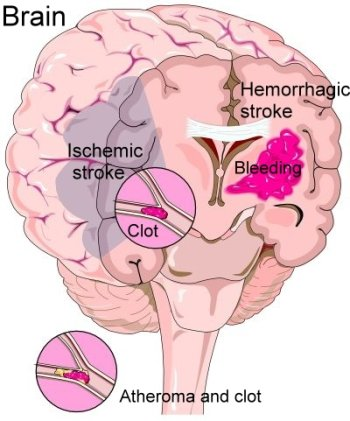 Brain
Hemorrhagic
stroke
Ischemic
stroke
Bleeding
Clot
Atheroma and clot